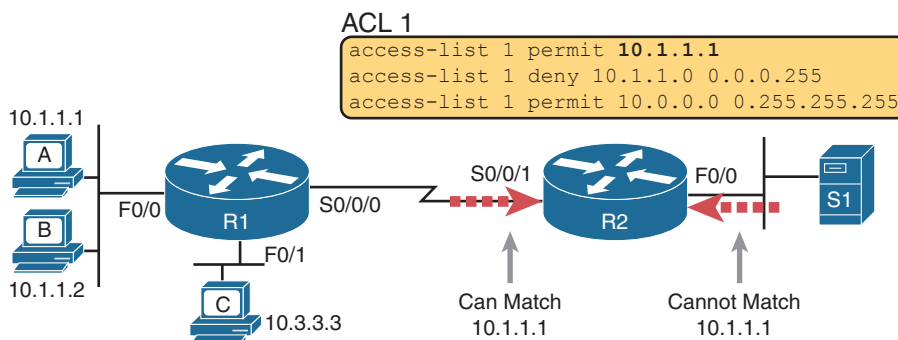 ACL 1
access-list 1 permit 10.1.1.1
access-list 1 deny 10.1.1.0 0.0.0.255
access-list 1 permit 10.0.0.0 0.255.255.255
10.1.1.1
A
B
10.1.1.2
F0/0
R1
S0/0/0
F0/1
C
10.3.3.3
S0/0/1
R2
F0/0
S1
Can Match
10.1.1.1
Cannot Match
10.1.1.1